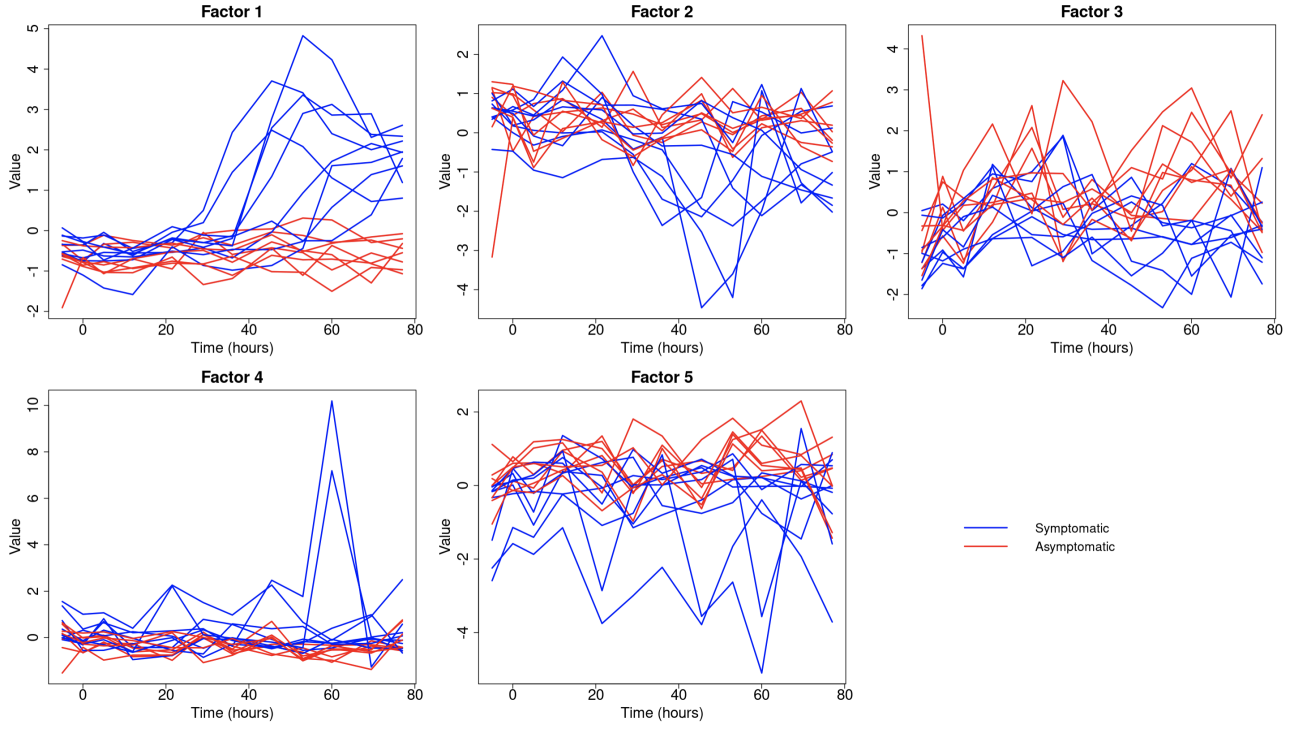 Factor 1
Value
5
4
3
2
1
0
-1
-2
0 20 40 60 80
Time (hours)
Factor 2
Value
2
1
0
-1
-2
-3
-4
0 20 40 60 80
Time (hours)
Factor 3
Value
4
3
2
1
0
-1
-2
0 20 40 60 80
Time (hours)
Factor 4
Value
10
8
6
4
2
0
0 20 40 60 80
Time (hours)
Factor 5
Value
2
0
-2
-4
0 20 40 60 80
Time (hours)
Symptomatic
Asymptomatic